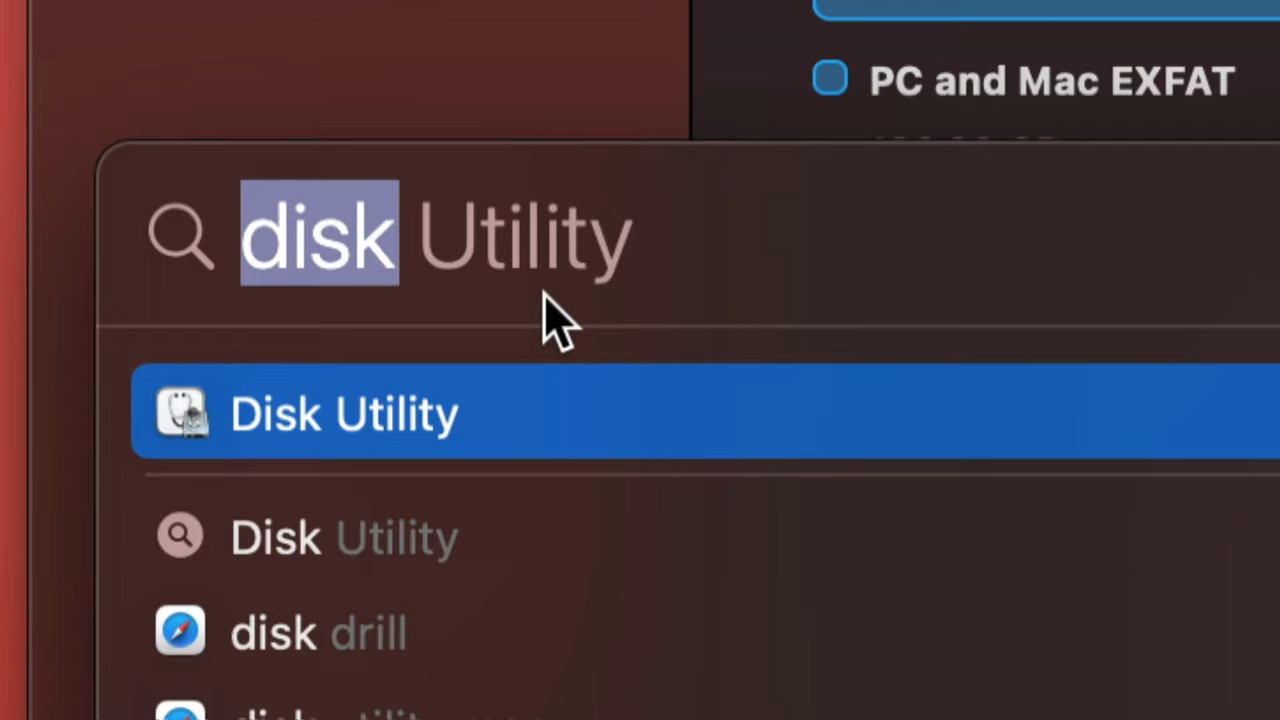 PC and Mac EXFAT
disk Utility
Disk Utility
Disk Utility
disk drill